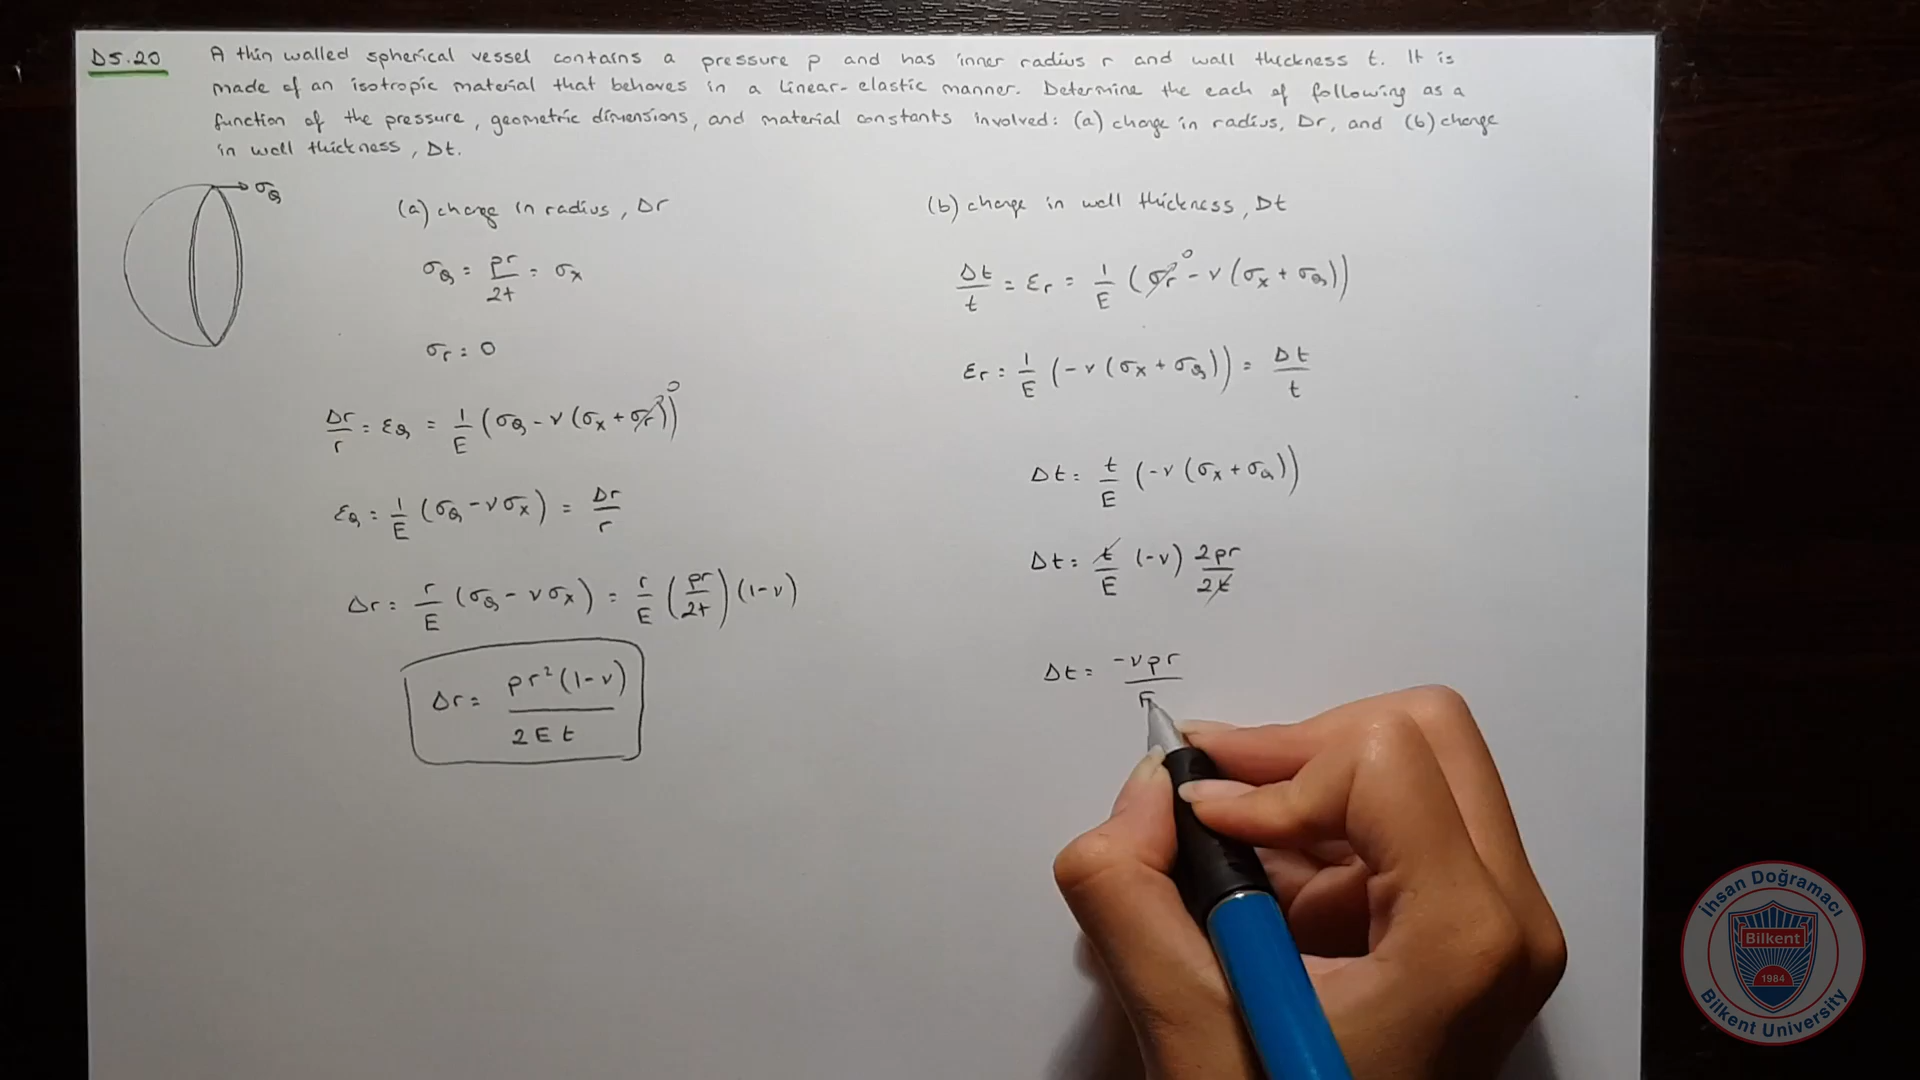 D5.20 A thin walled spherical vessel contains a pressure p and has inner radius r and wall thickness t. It is
made of an isotropic material that behaves in a linear-elastic manner. Determine the each of following as a
function of the pressure, geometric dimensions, and material constants involved: (a) change in radius, Δr, and (b) change
in wall thickness, Δt.
σθ
(a) change in radius, Δr
σθ = pr/2t = σx
σr = 0
Δr/r = εθ = 1/E (σθ - ν(σx + σr)) 0
εθ = 1/E (σθ - νσx) = Δr/r
Δr = r/E (σθ - νσx) = r/E (pr/2t) (1-ν)
Δr = pr²(1-ν)/2Et
(b) change in wall thickness, Δt
Δt/t = εr = 1/E (σr 0 - ν(σx + σθ))
εr = 1/E (-ν(σx + σθ)) = Δt/t
Δt = t/E (-ν(σx + σθ))
Δt = t/E (-ν) 2pr/2t
Δt = -νpr/E
İhsan Doğramacı
Bilkent
1984
Bilkent University